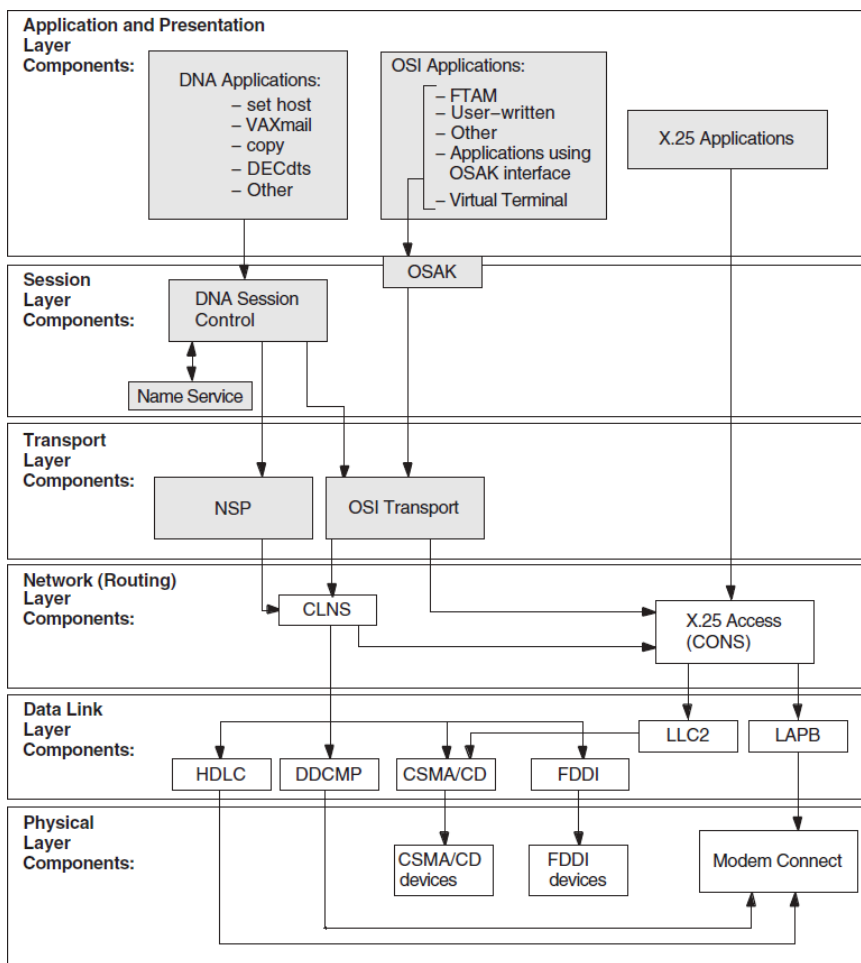 Application and Presentation
Layer
Components:
DNA Applications:
– set host
– VAXmail
– copy
– DECdts
– Other
OSI Applications:
– FTAM
– User–written
– Other
– Applications using
OSAK interface
– Virtual Terminal
X.25 Applications
Session
Layer
Components:
OSAK
DNA Session
Control
Name Service
Transport
Layer
Components:
NSP
OSI Transport
Network (Routing)
Layer
Components:
CLNS
X.25 Access
(CONS)
Data Link
Layer
Components:
LLC2
LAPB
HDLC
DDCMP
CSMA/CD
FDDI
Physical
Layer
Components:
CSMA/CD
devices
FDDI
devices
Modem Connect